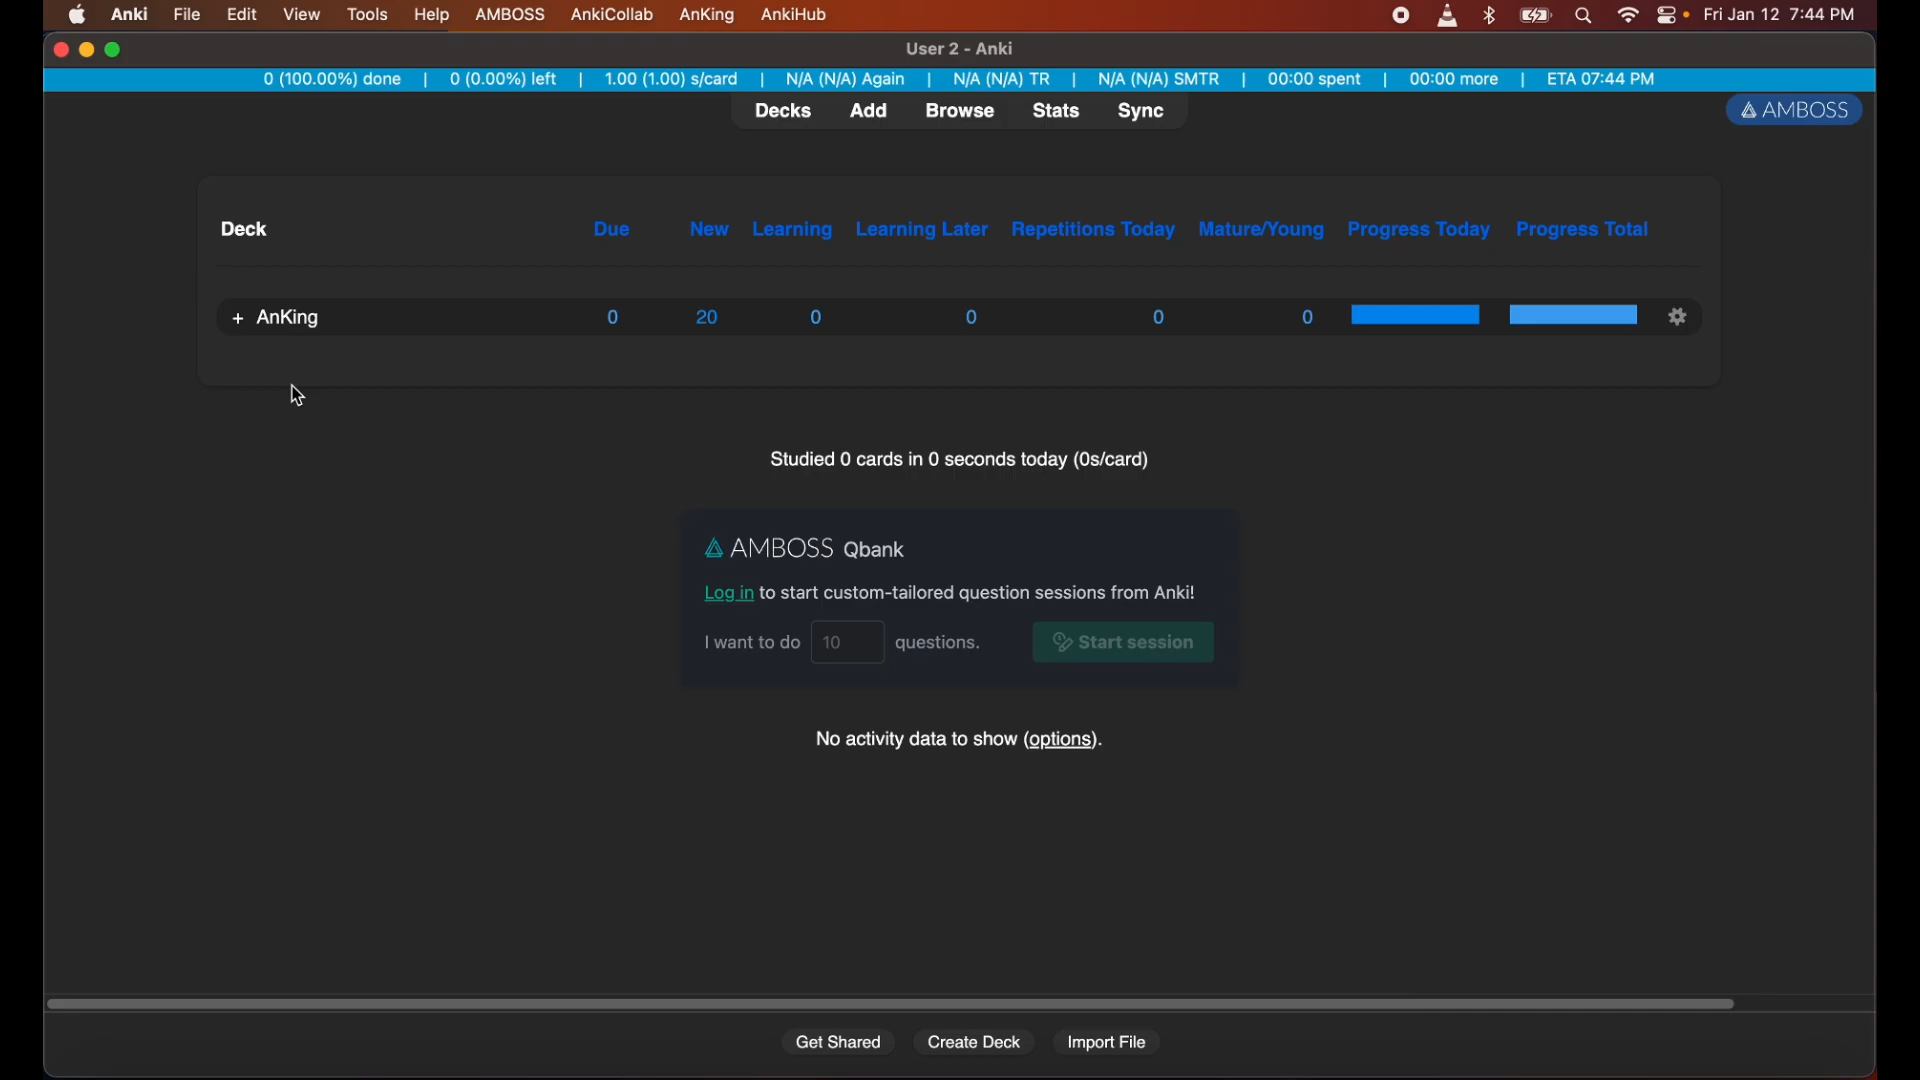 Anki File Edit View Tools Help AMBOSS AnkiCollab AnKing AnkiHub Fri Jan 12 7:44 PM
User 2 - Anki
0 (100.00%) done | 0 (0.00%) left | 1.00 (1.00) s/card | N/A (N/A) Again | N/A (N/A) TR | N/A (N/A) SMTR | 00:00 spent | 00:00 more | ETA 07:44 PM
Decks Add Browse Stats Sync AMBOSS
Deck Due New Learning Learning Later Repetitions Today Mature/Young Progress Today Progress Total
+ AnKing 0 20 0 0 0 0
Studied 0 cards in 0 seconds today (0s/card)
AMBOSS Qbank
Log in to start custom-tailored question sessions from Anki!
I want to do 10 questions. Start session
No activity data to show (options).
Get Shared Create Deck Import File